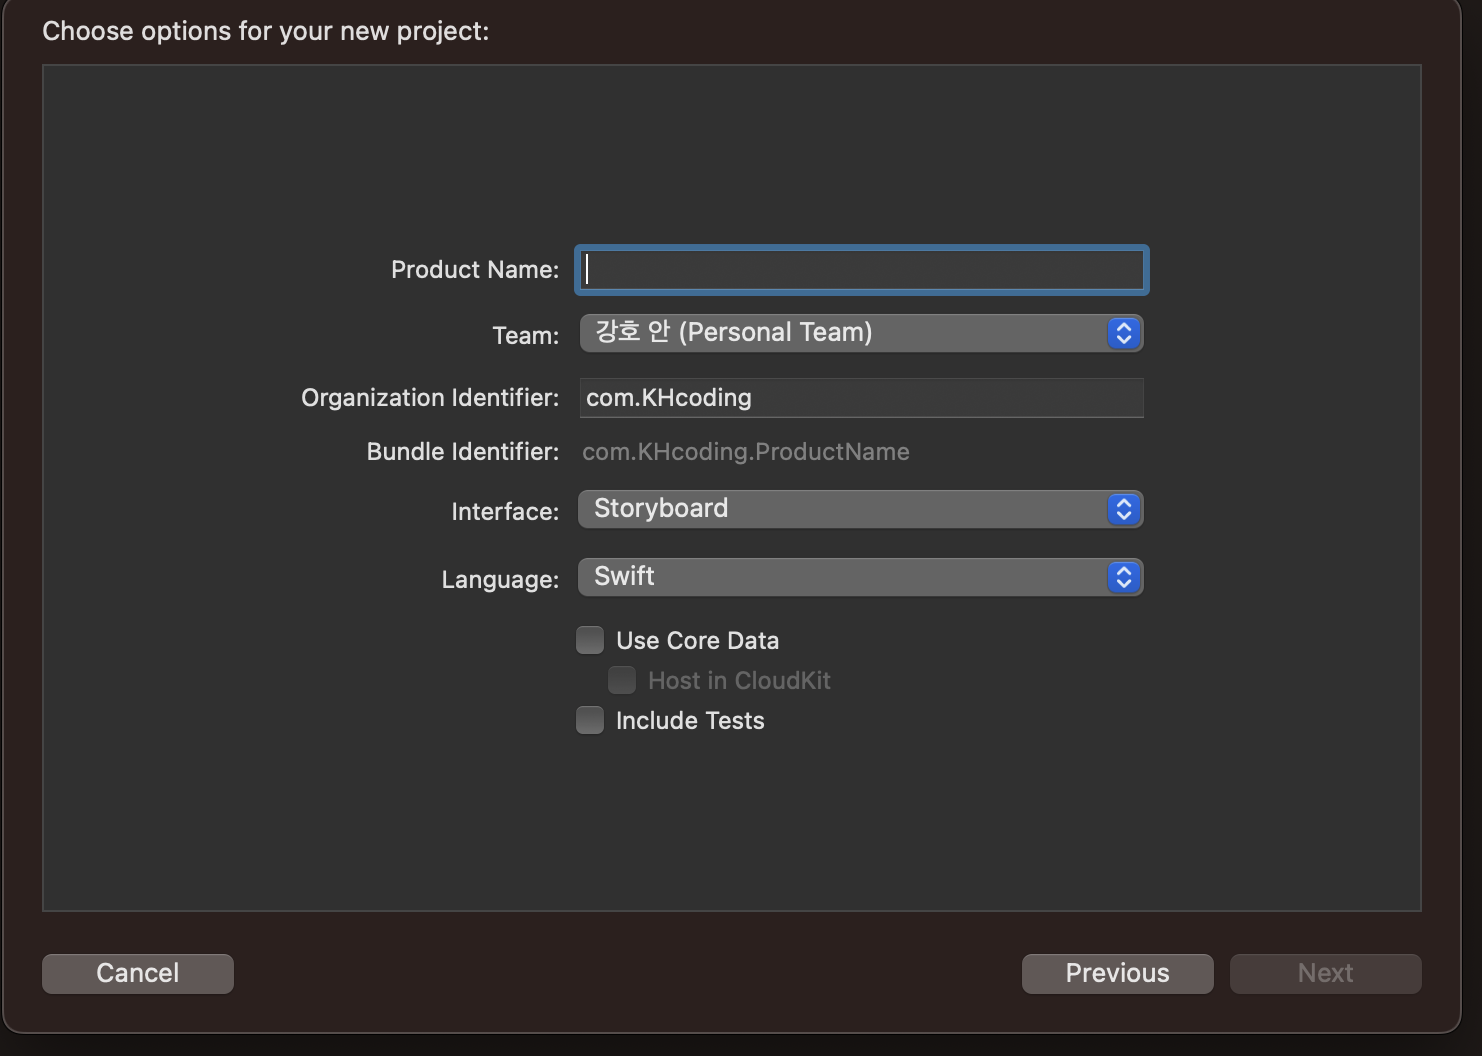 Choose options for your new project:
Product Name:
Team: 강호 안 (Personal Team)
Organization Identifier: com.KHcoding
Bundle Identifier: com.KHcoding.ProductName
Interface: Storyboard
Language: Swift
Use Core Data
Host in CloudKit
Include Tests
Cancel Previous Next